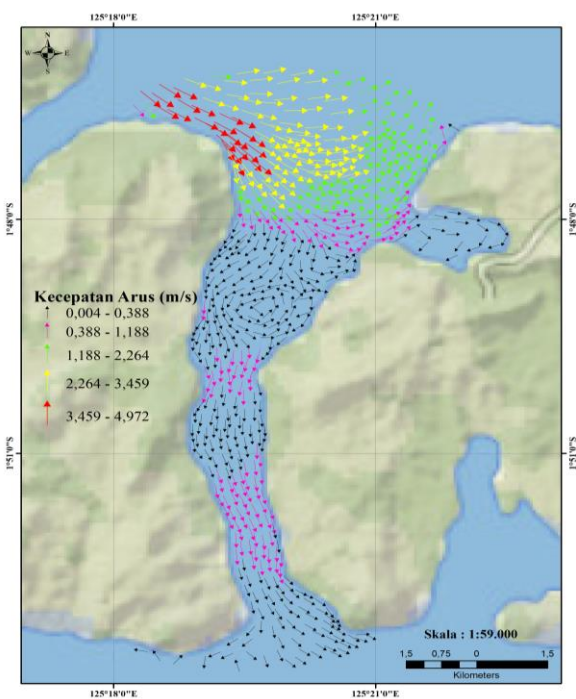 125°18'0"E 125°21'0"E
N
W E
S
1°48'0"S 1°48'0"S
Kecepatan Arus (m/s)
0,004 - 0,388
0,388 - 1,188
1,188 - 2,264
2,264 - 3,459
3,459 - 4,972
1°51'0"S 1°51'0"S
Skala : 1:59.000
1,5 0,75 0 1,5
Kilometers
125°18'0"E 125°21'0"E